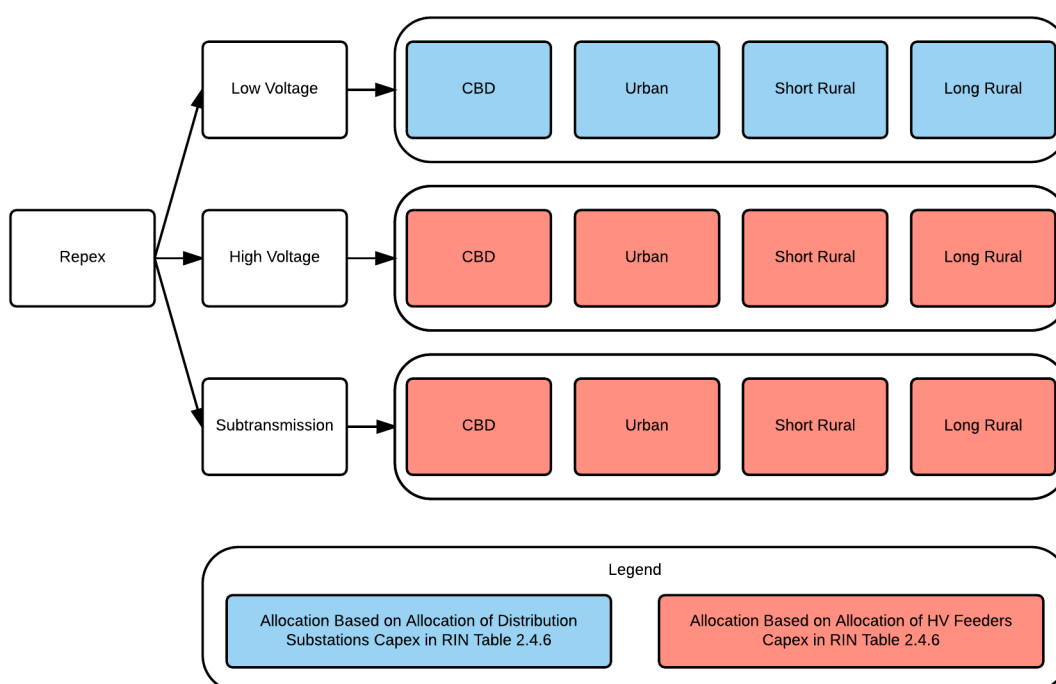 Low Voltage
CBD
Urban
Short Rural
Long Rural
Repex
High Voltage
CBD
Urban
Short Rural
Long Rural
Subtransmission
CBD
Urban
Short Rural
Long Rural
Legend
Allocation Based on Allocation of Distribution
Substations Capex in RIN Table 2.4.6
Allocation Based on Allocation of HV Feeders
Capex in RIN Table 2.4.6